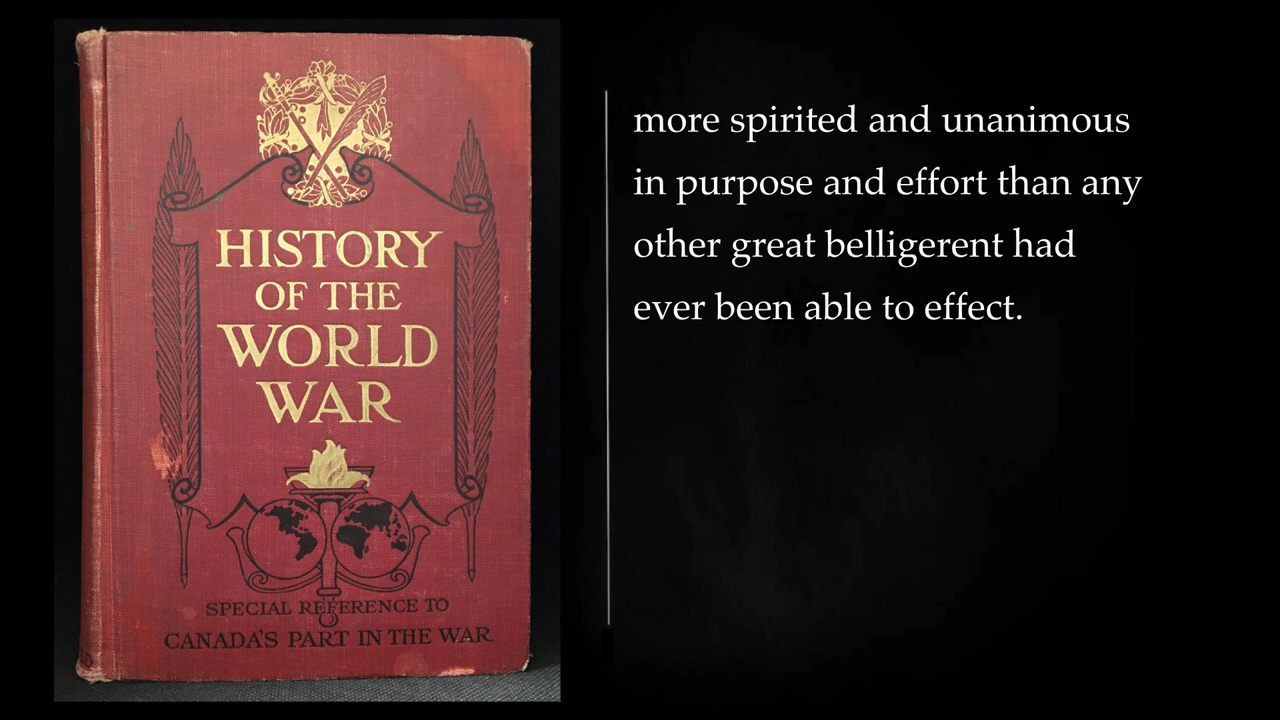 HISTORY
OF THE
WORLD
WAR
SPECIAL REFERENCE TO
CANADA'S PART IN THE WAR
more spirited and unanimous
in purpose and effort than any
other great belligerent had
ever been able to effect.